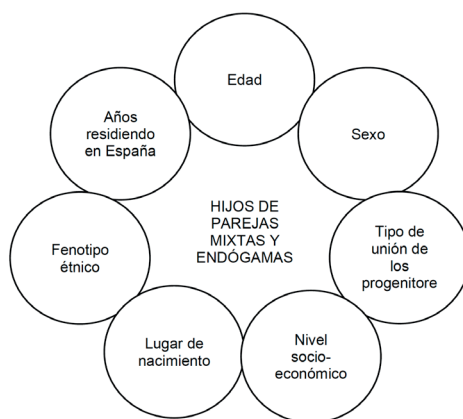 Edad
Sexo
Tipo de
unión de
los
progenitore
Nivel
socio-
económico
Lugar de
nacimiento
Fenotipo
étnico
Años
residiendo
en España
HIJOS DE
PAREJAS
MIXTAS Y
ENDÓGAMAS